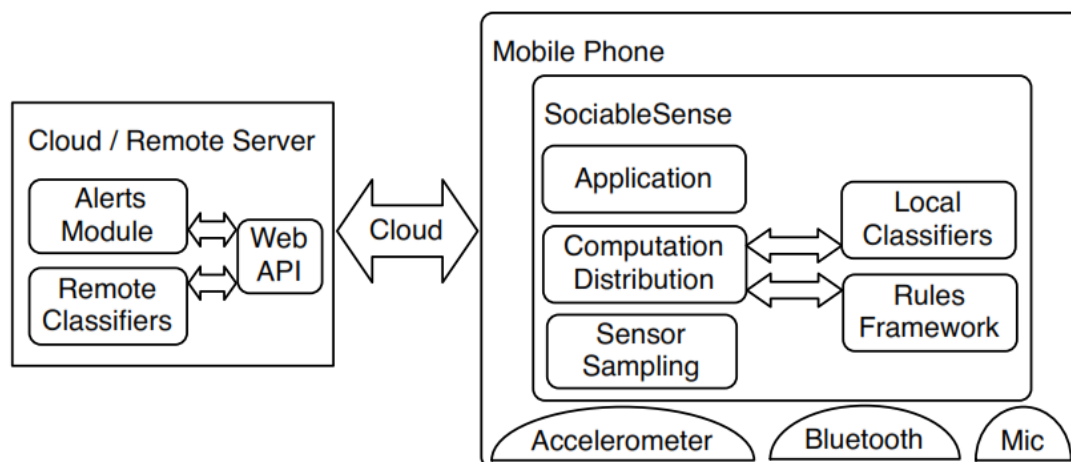 Cloud / Remote Server
Alerts
Module
Remote
Classifiers
Web
API
Cloud
Mobile Phone
SociableSense
Application
Computation
Distribution
Sensor
Sampling
Local
Classifiers
Rules
Framework
Accelerometer
Bluetooth
Mic